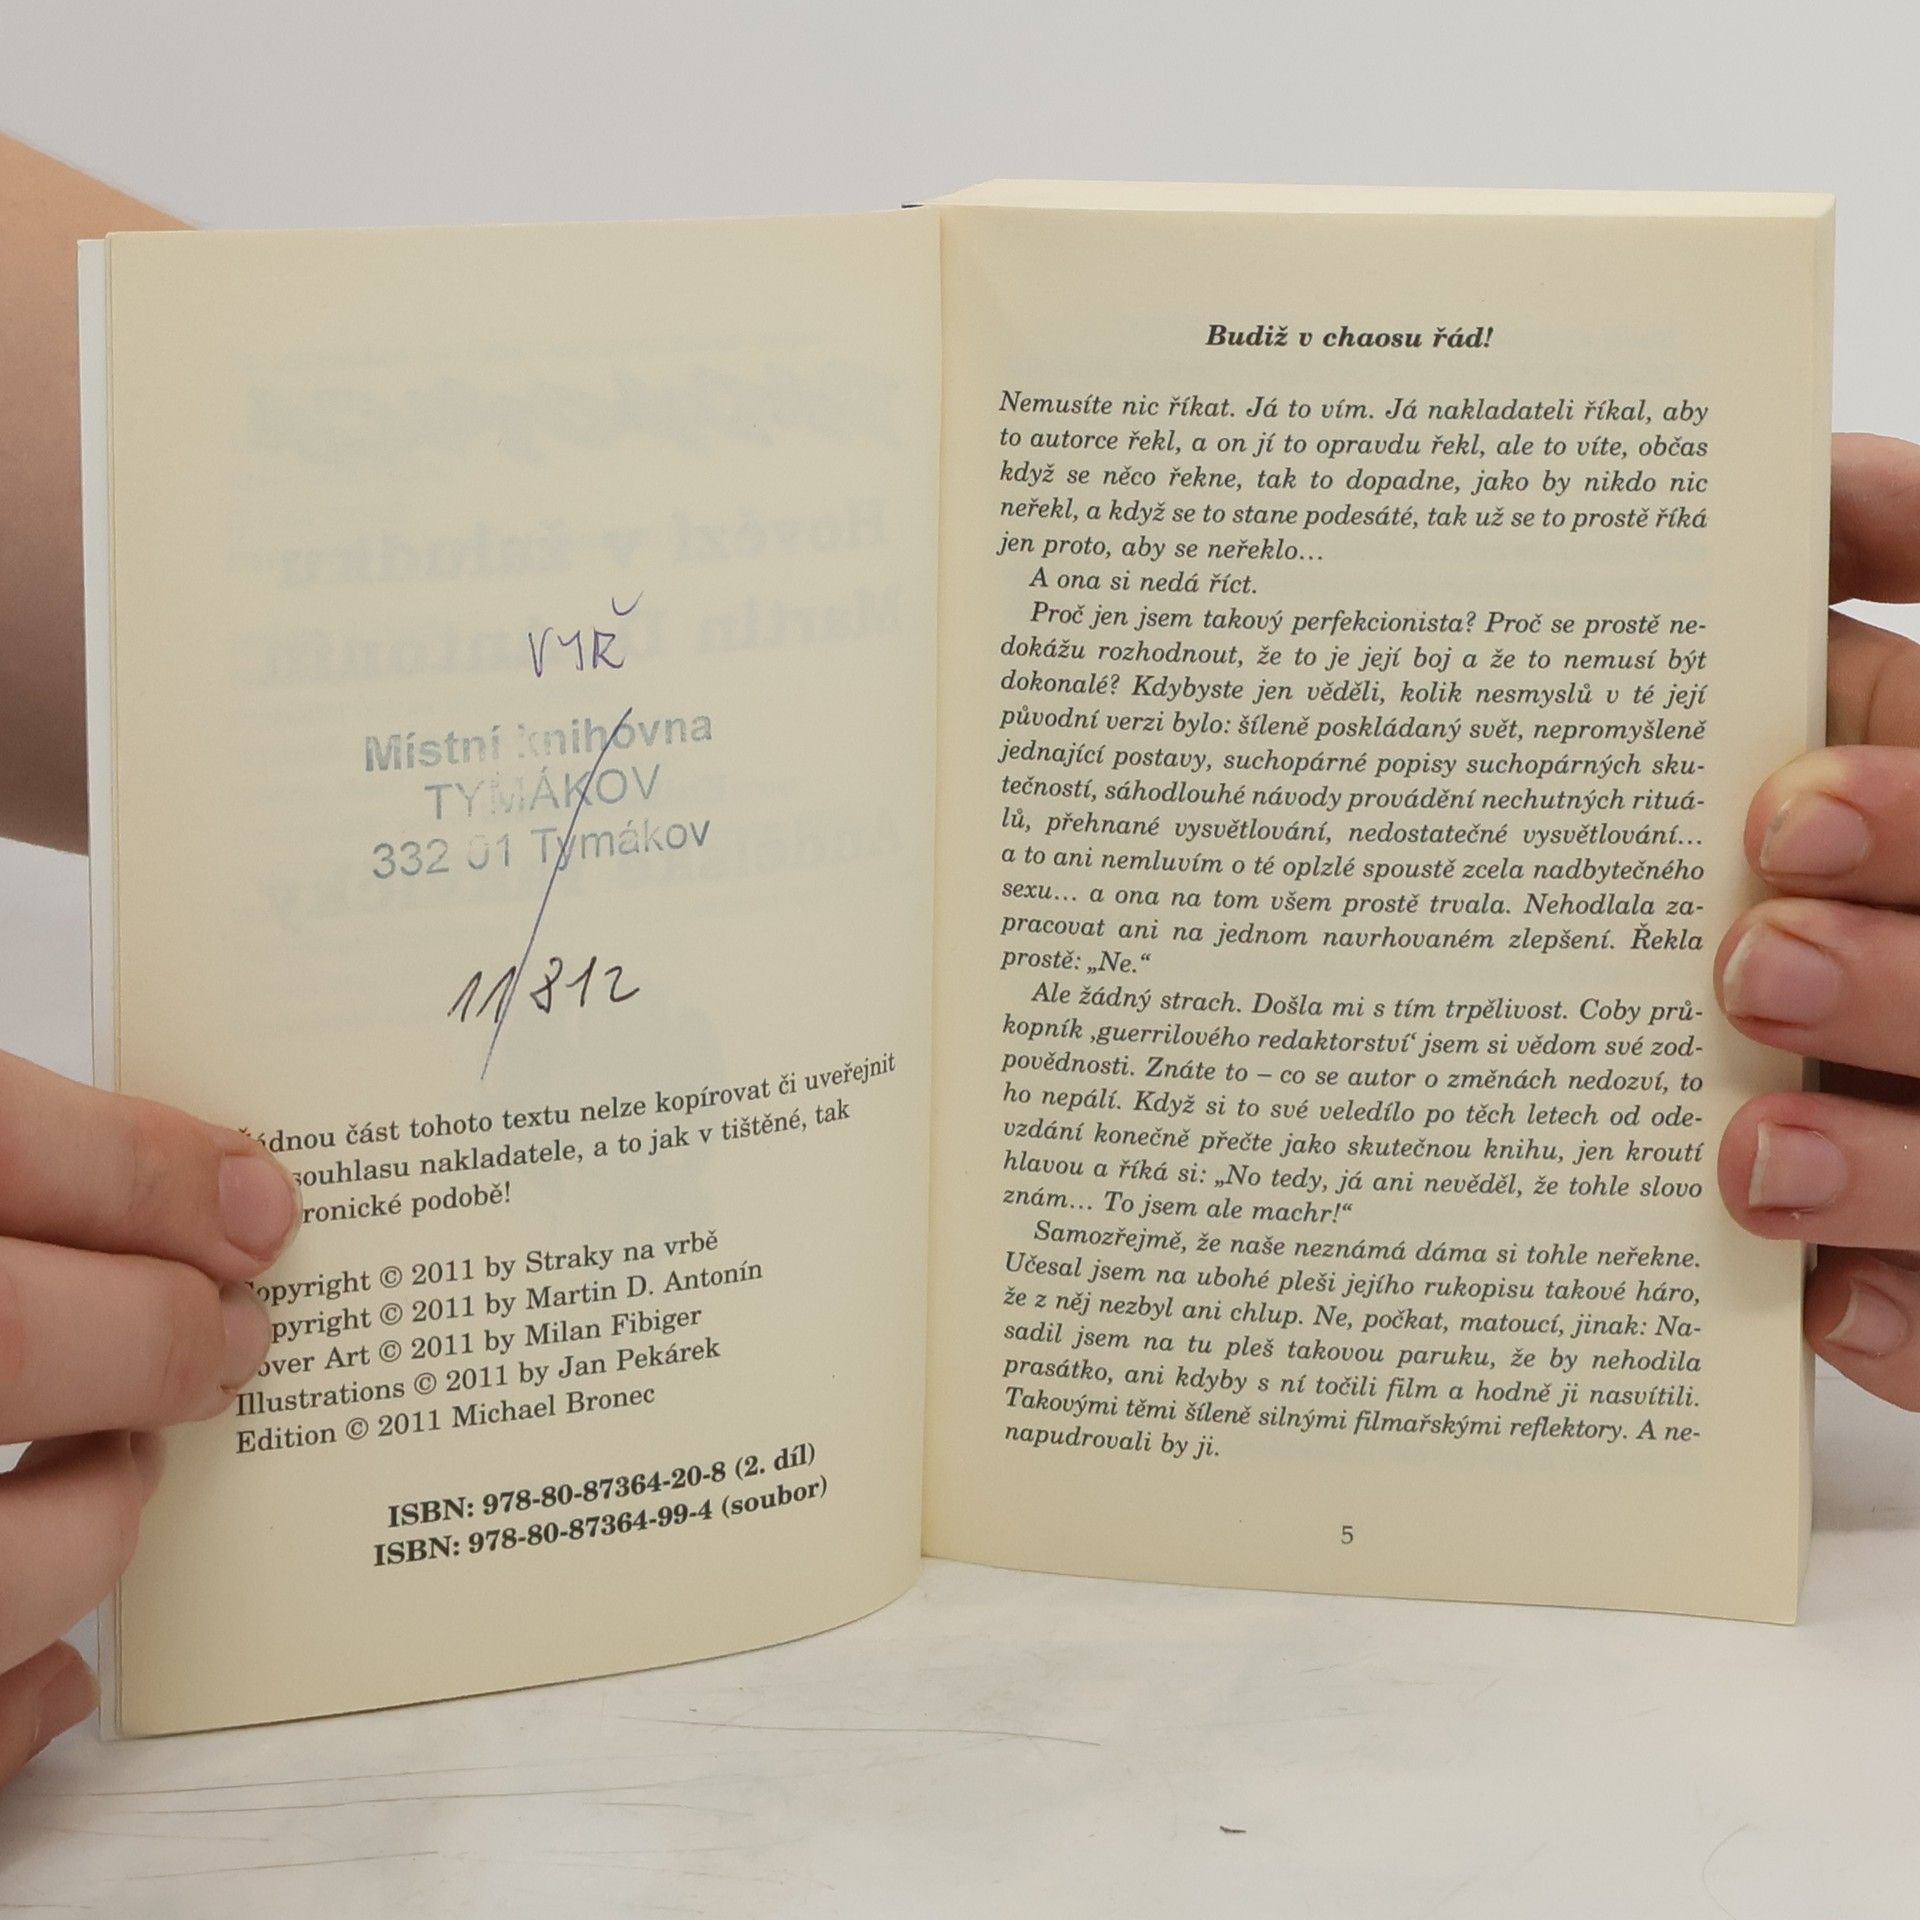 VYŘ
Místní knihovna
TYMÁKOV
332 01 Tymákov
11 812
část tohoto textu nelze kopírovat či uveřejnit
souhlasu nakladatele, a to jak v tištěné, tak
podobě!
Copyright © 2011 by Straky na vrbě
Copyright © 2011 by Martin D. Antonín
Cover Art © 2011 by Milan Fibiger
Illustrations © 2011 by Jan Pekárek
Edition © 2011 Michael Bronec
ISBN: 978-80-87364-20-8 (2. díl)
ISBN: 978-80-87364-99-4 (soubor)
Budiž v chaosu řád!
Nemusíte nic říkat. Já to vím. Já nakladateli říkal, aby
to autorce řekl, a on jí to opravdu řekl, ale to víte, občas
když se něco řekne, tak to dopadne, jako by nikdo nic
neřekl, a když se to stane podesáté, tak už se to prostě říká
jen proto, aby se neřeklo…
A ona si nedá říct.
Proč jen jsem takový perfekcionista? Proč se prostě ne-
dokážu rozhodnout, že to je její boj a že to nemusí být
dokonalé? Kdybyste jen věděli, kolik nesmyslů v té její
původní verzi bylo: šíleně poskládaný svět, nepromyšleně
jednající postavy, suchopárné popisy suchopárných sku-
tečností, sáhodlouhé návody provádění nechutných rituá-
lů, přehnané vysvětlování, nedostatečné vysvětlování…
a to ani nemluvím o té oplzlé spoustě zcela nadbytečného
sexu… a ona na tom všem prostě trvala. Nehodlala za-
pracovat ani na jednom navrhovaném zlepšení. Řekla
prostě: „Ne.“
Ale žádný strach. Došla mi s tím trpělivost. Coby prů-
kopník ‚guerrilového redaktorství‘ jsem si vědom své zod-
povědnosti. Znáte to – co se autor o změnách nedozví, to
ho nepálí. Když si to své veledílo po těch letech od ode-
vzdání konečně přečte jako skutečnou knihu, jen kroutí
hlavou a říká si: „No tedy, já ani nevěděl, že tohle slovo
znám… To jsem ale machr!“
Samozřejmě, že naše neznámá dáma si tohle neřekne.
Učesal jsem na ubohé pleši jejího rukopisu takové háro,
že z něj nezbyl ani chlup. Ne, počkat, matoucí, jinak: Na-
sadil jsem na tu pleš takovou paruku, že by nehodila
prasátko, ani kdyby s ní točili film a hodně ji nasvítili.
Takovými těmi šíleně silnými filmařskými reflektory. A ne-
napudrovali by ji.
5